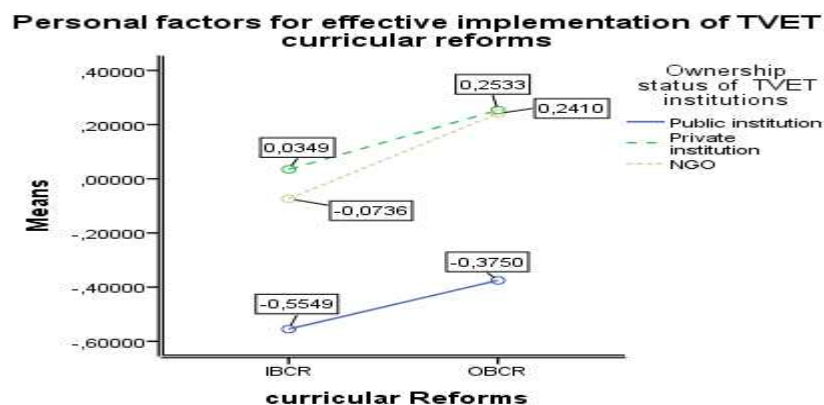 Personal factors for effective implementation of TVET
curricular reforms
Ownership
status of TVET
institutions
Public institution
Private
institution
NGO
Means
,40000
,20000
,00000
-,20000
-,40000
-,60000
0,2533
0,2410
0,0349
-0,0736
-0,3750
-0,5549
IBCR
OBCR
curricular Reforms